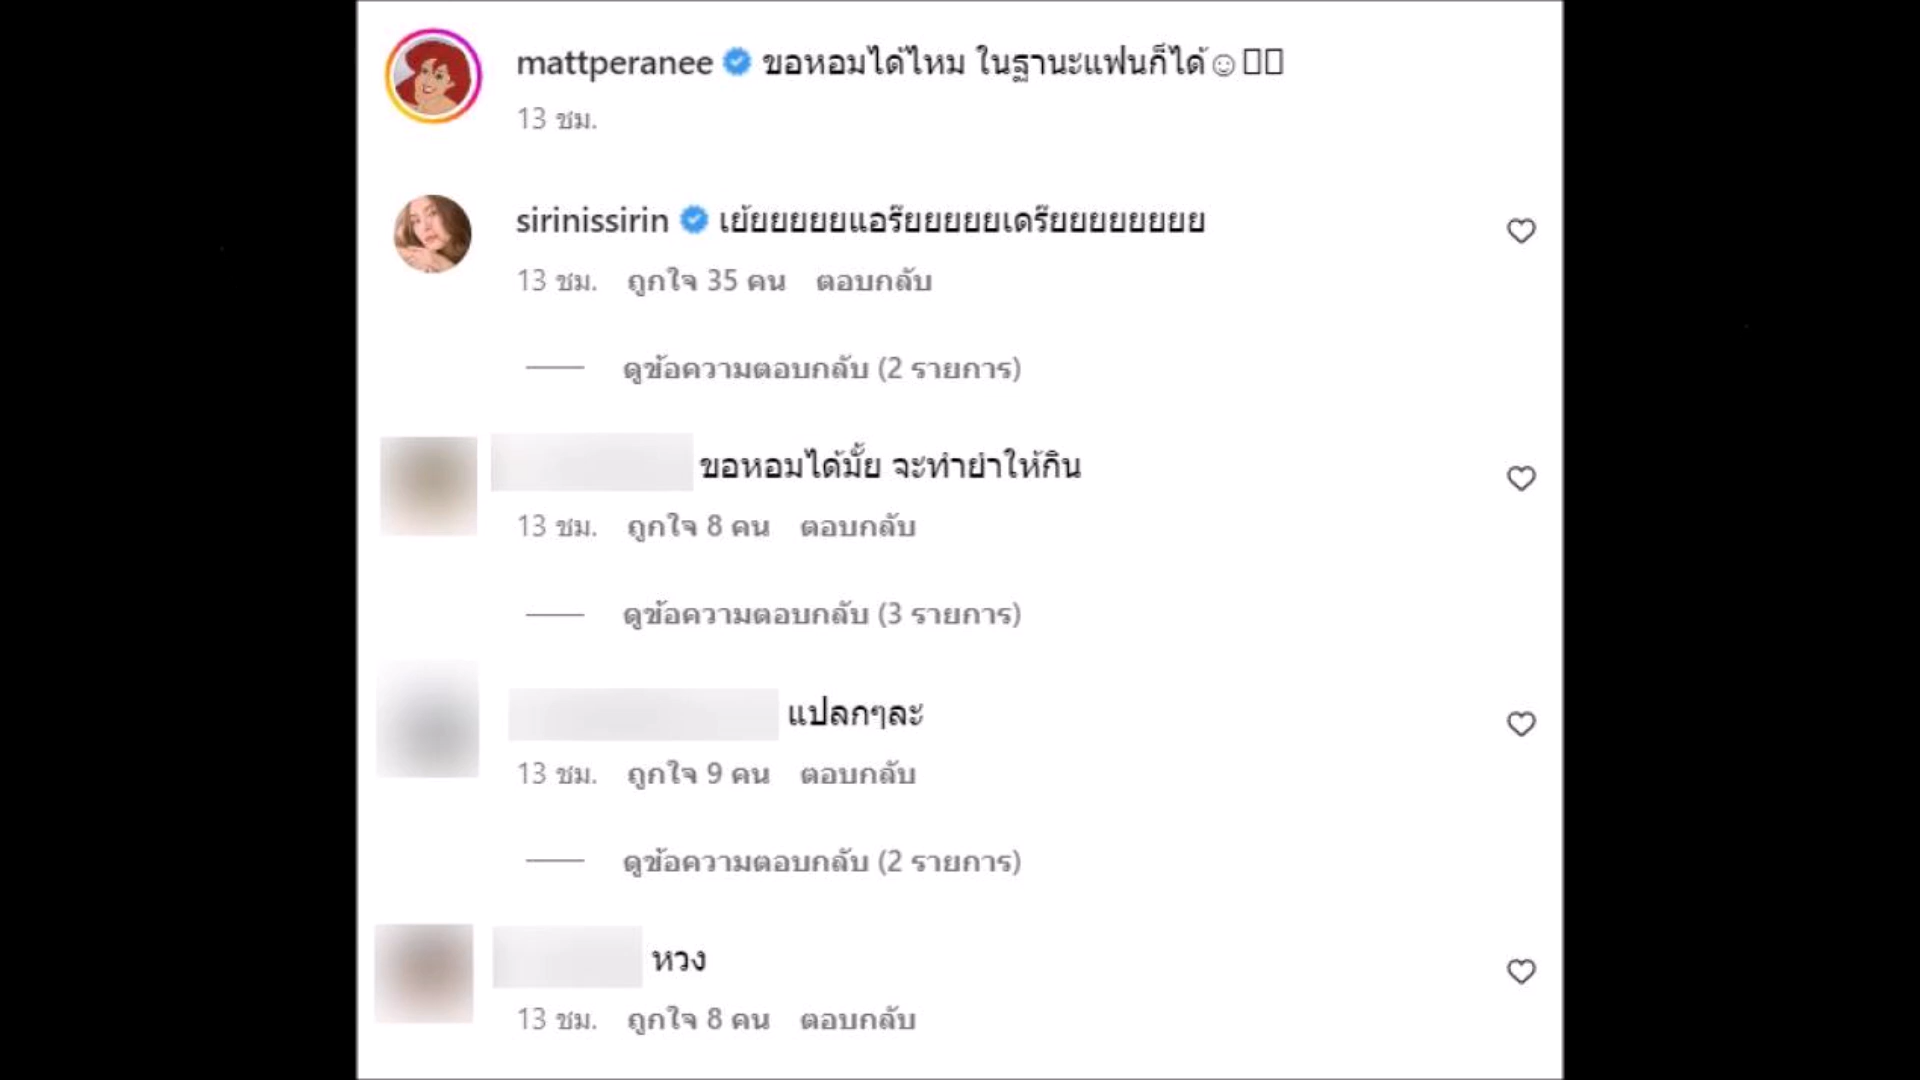 mattperanee ขอหอมได้ไหม ในฐานะแฟนก็ได้☺
13 ชม.
sirinissirin เย้ยยยยยแอร๊ยยยยยเดร๊ยยยยยยยย
13 ชม. ถูกใจ 35 คน ตอบกลับ
ดูข้อความตอบกลับ (2 รายการ)
ขอหอมได้มั้ย จะทำยำให้กิน
13 ชม. ถูกใจ 8 คน ตอบกลับ
ดูข้อความตอบกลับ (3 รายการ)
แปลกๆละ
13 ชม. ถูกใจ 9 คน ตอบกลับ
ดูข้อความตอบกลับ (2 รายการ)
หวง
13 ชม. ถูกใจ 8 คน ตอบกลับ